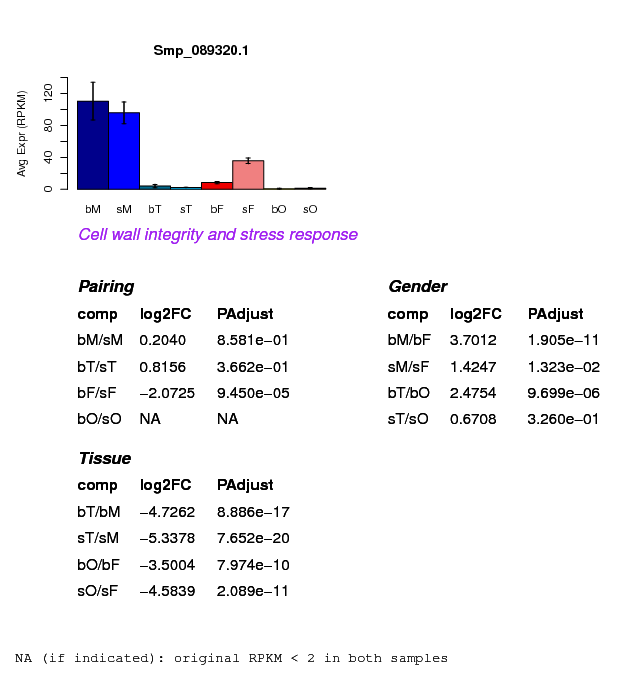 Smp_089320.1
Avg Expr (RPKM)
120
40
0
bM sM bT sT bF sF bO sO
Cell wall integrity and stress response
Pairing
comp log2FC PAdjust
bM/sM 0.2040 8.581e−01
bT/sT 0.8156 3.662e−01
bF/sF −2.0725 9.450e−05
bO/sO NA NA
Gender
comp log2FC PAdjust
bM/bF 3.7012 1.905e−11
sM/sF 1.4247 1.323e−02
bT/bO 2.4754 9.699e−06
sT/sO 0.6708 3.260e−01
Tissue
comp log2FC PAdjust
bT/bM −4.7262 8.886e−17
sT/sM −5.3378 7.652e−20
bO/bF −3.5004 7.974e−10
sO/sF −4.5839 2.089e−11
NA (if indicated): original RPKM < 2 in both samples